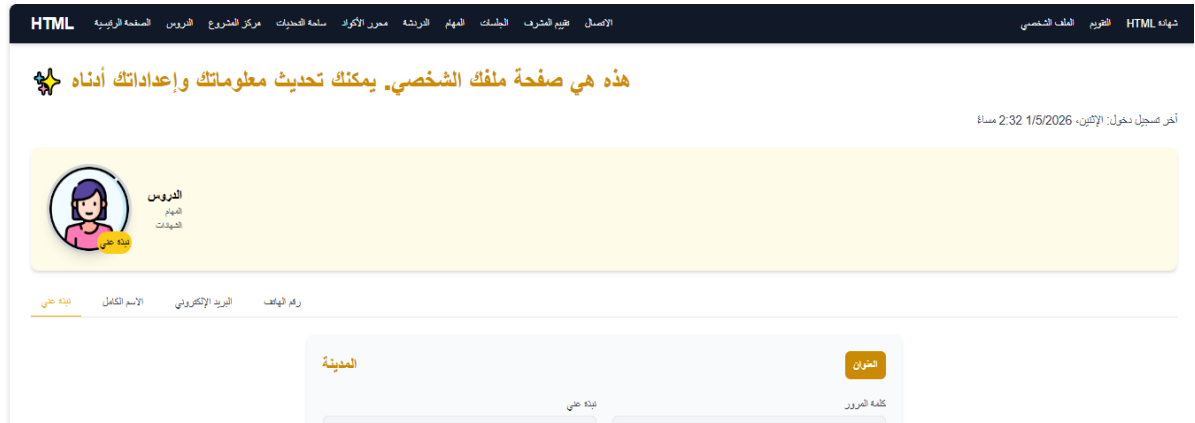 HTML الصفحة الرئيسية الدروس مركز المشروع ساحة التحديات محرر الأكواد الدردشة المهام الجلسات تقييم المشرف الاتصال الملف الشخصي التقويم شهادة HTML
هذه هي صفحة ملفك الشخصي. يمكنك تحديث معلوماتك وإعداداتك أدناه ✨
أخر تسجيل دخول: الإثنين، 1/5/2026 2:32 مساءً
الدروس
المهام
الشهادات
نبذة عني
نبذة عني الاسم الكامل البريد الإلكتروني رقم الهاتف
المدينة العنوان
نبذة عني كلمة المرور